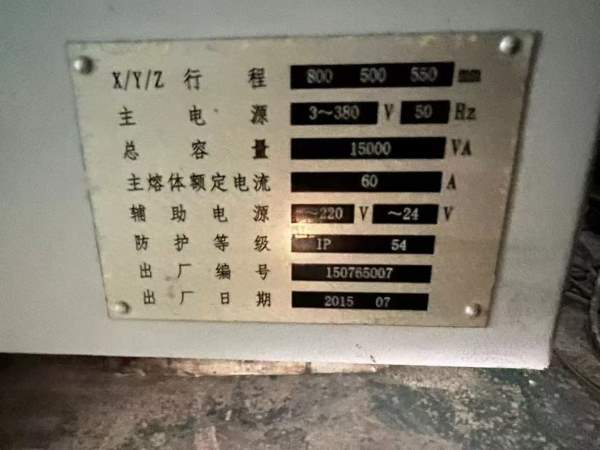 X/Y/Z 行程 800 500 550 mm
主电源 3~380 V 50 Hz
总容量 15000 VA
主熔体额定电流 60 A
辅助电源 ~220 V ~24 V
防护等级 IP 54
出厂编号 150765007
出厂日期 2015 07